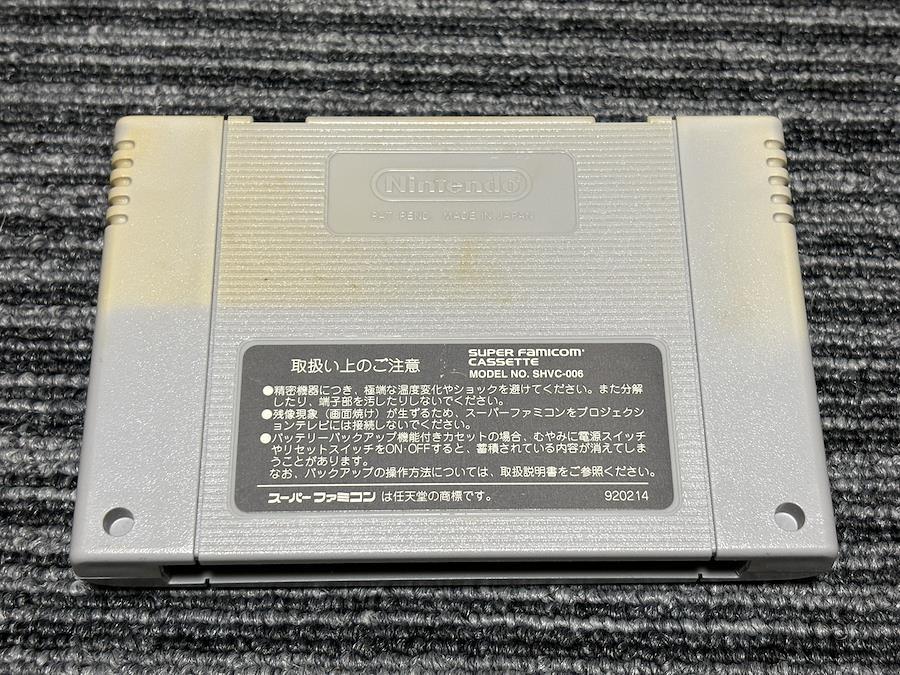 Nintendo
PAT. PEND. MADE IN JAPAN
取扱い上のご注意
SUPER FAMICOM
CASSETTE
MODEL NO. SHVC-006
●精密機器につき、極端な温度変化やショックを避けてください。また分解
したり、端子部を汚したりしないでください。
●残像現象（画面焼け）が生ずるため、スーパーファミコンをプロジェクシ
ョンテレビには接続しないでください。
●バッテリーバックアップ機能付きカセットの場合、むやみに電源スイッチ
やリセットスイッチをON・OFFすると、蓄積されている内容が消えてしま
うことがあります。
なお、バックアップの操作方法については、取扱説明書をご参照ください。
スーパーファミコンは任天堂の商標です。
920214